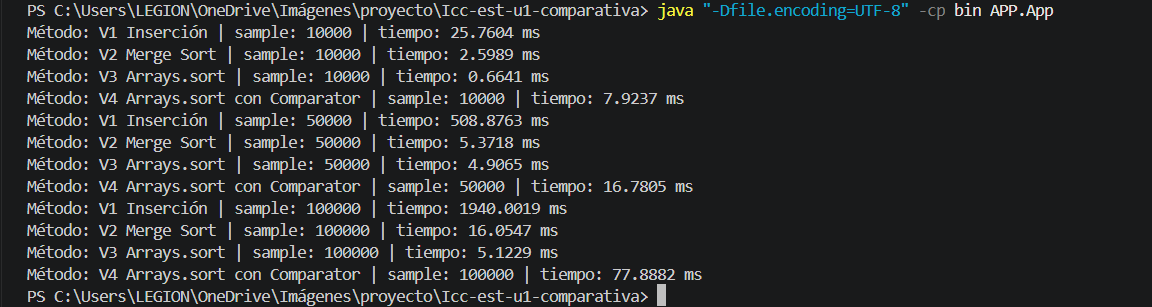 PS C:\Users\LEGION\OneDrive\Imágenes\proyecto\Icc-est-u1-comparativa> java "-Dfile.encoding=UTF-8" -cp bin APP.App
Método: V1 Inserción | sample: 10000 | tiempo: 25.7604 ms
Método: V2 Merge Sort | sample: 10000 | tiempo: 2.5989 ms
Método: V3 Arrays.sort | sample: 10000 | tiempo: 0.6641 ms
Método: V4 Arrays.sort con Comparator | sample: 10000 | tiempo: 7.9237 ms
Método: V1 Inserción | sample: 50000 | tiempo: 508.8763 ms
Método: V2 Merge Sort | sample: 50000 | tiempo: 5.3718 ms
Método: V3 Arrays.sort | sample: 50000 | tiempo: 4.9065 ms
Método: V4 Arrays.sort con Comparator | sample: 50000 | tiempo: 16.7805 ms
Método: V1 Inserción | sample: 100000 | tiempo: 1940.0019 ms
Método: V2 Merge Sort | sample: 100000 | tiempo: 16.0547 ms
Método: V3 Arrays.sort | sample: 100000 | tiempo: 5.1229 ms
Método: V4 Arrays.sort con Comparator | sample: 100000 | tiempo: 77.8882 ms
PS C:\Users\LEGION\OneDrive\Imágenes\proyecto\Icc-est-u1-comparativa>